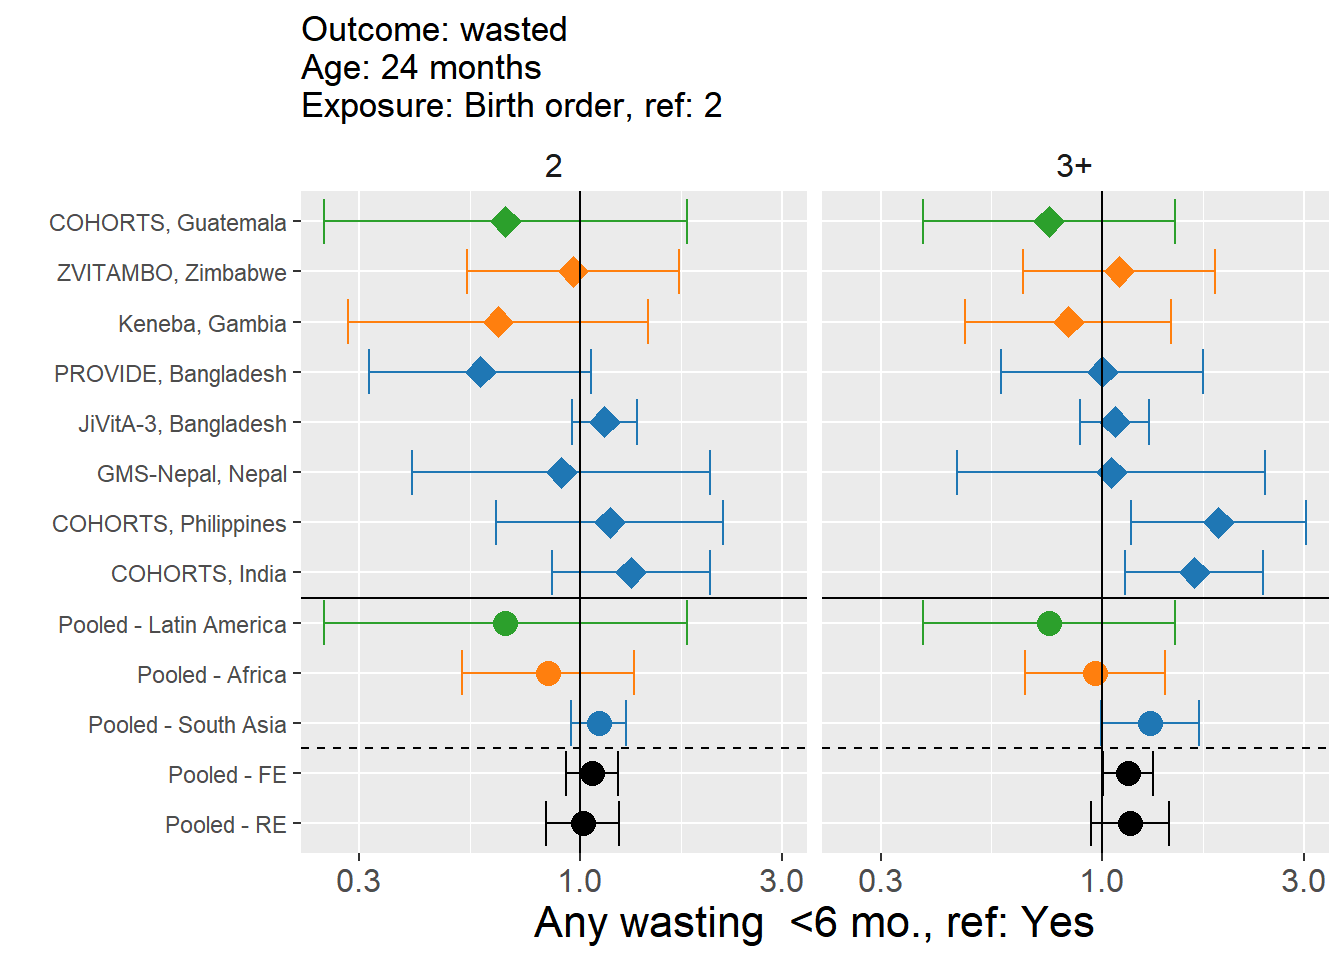 Outcome: wasted
Age: 24 months
Exposure: Birth order, ref: 2
2 3+
COHORTS, Guatemala
ZVITAMBO, Zimbabwe
Keneba, Gambia
PROVIDE, Bangladesh
JiVitA-3, Bangladesh
GMS-Nepal, Nepal
COHORTS, Philippines
COHORTS, India
Pooled - Latin America
Pooled - Africa
Pooled - South Asia
Pooled - FE
Pooled - RE
0.3 1.0 3.0 0.3 1.0 3.0
Any wasting  <6 mo., ref: Yes